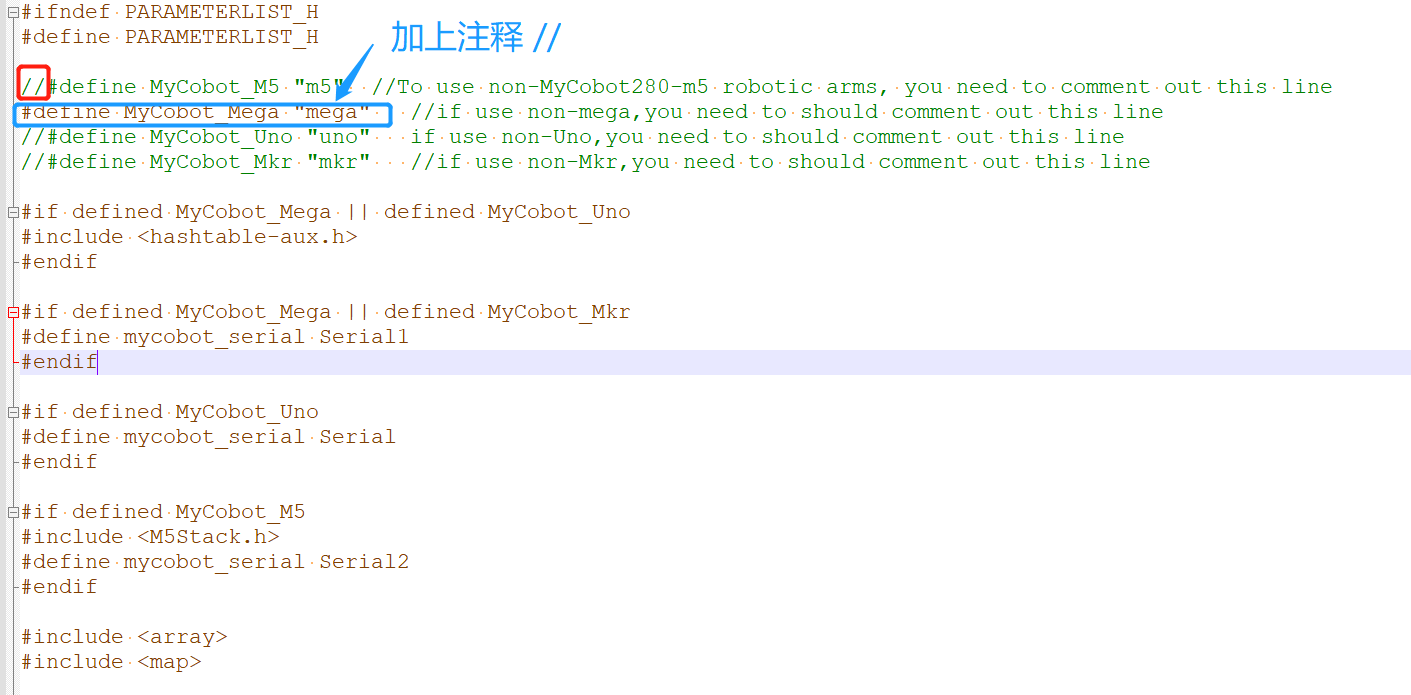 #ifndef PARAMETERLIST_H
#define PARAMETERLIST_H
加上注释 //
//#define MyCobot_M5 "m5" //To use non-MyCobot280-m5 robotic arms, you need to comment out this line
#define MyCobot_Mega "mega" //if use non-mega,you need to should comment out this line
//#define MyCobot_Uno "uno" if use non-Uno,you need to should comment out this line
//#define MyCobot_Mkr "mkr" //if use non-Mkr,you need to should comment out this line
#if defined MyCobot_Mega || defined MyCobot_Uno
#include <hashtable-aux.h>
#endif
#if defined MyCobot_Mega || defined MyCobot_Mkr
#define mycobot_serial Serial1
#endif
#if defined MyCobot_Uno
#define mycobot_serial Serial
#endif
#if defined MyCobot_M5
#include <M5Stack.h>
#define mycobot_serial Serial2
#endif
#include <array>
#include <map>